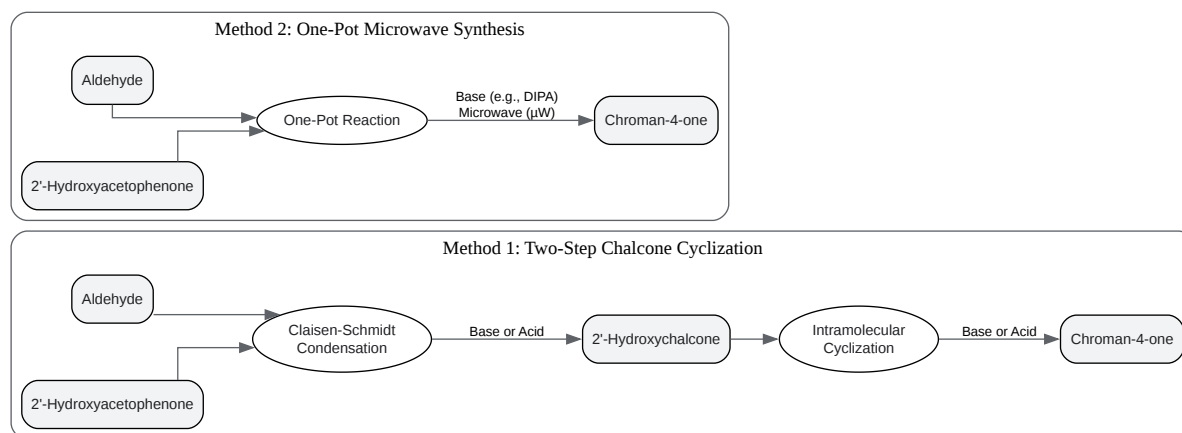 Method 2: One-Pot Microwave Synthesis
Aldehyde
2'-Hydroxyacetophenone
One-Pot Reaction
Base (e.g., DIPA)
Microwave (µW)
Chroman-4-one
Method 1: Two-Step Chalcone Cyclization
Aldehyde
2'-Hydroxyacetophenone
Claisen-Schmidt
Condensation
Base or Acid
2'-Hydroxychalcone
Intramolecular
Cyclization
Base or Acid
Chroman-4-one